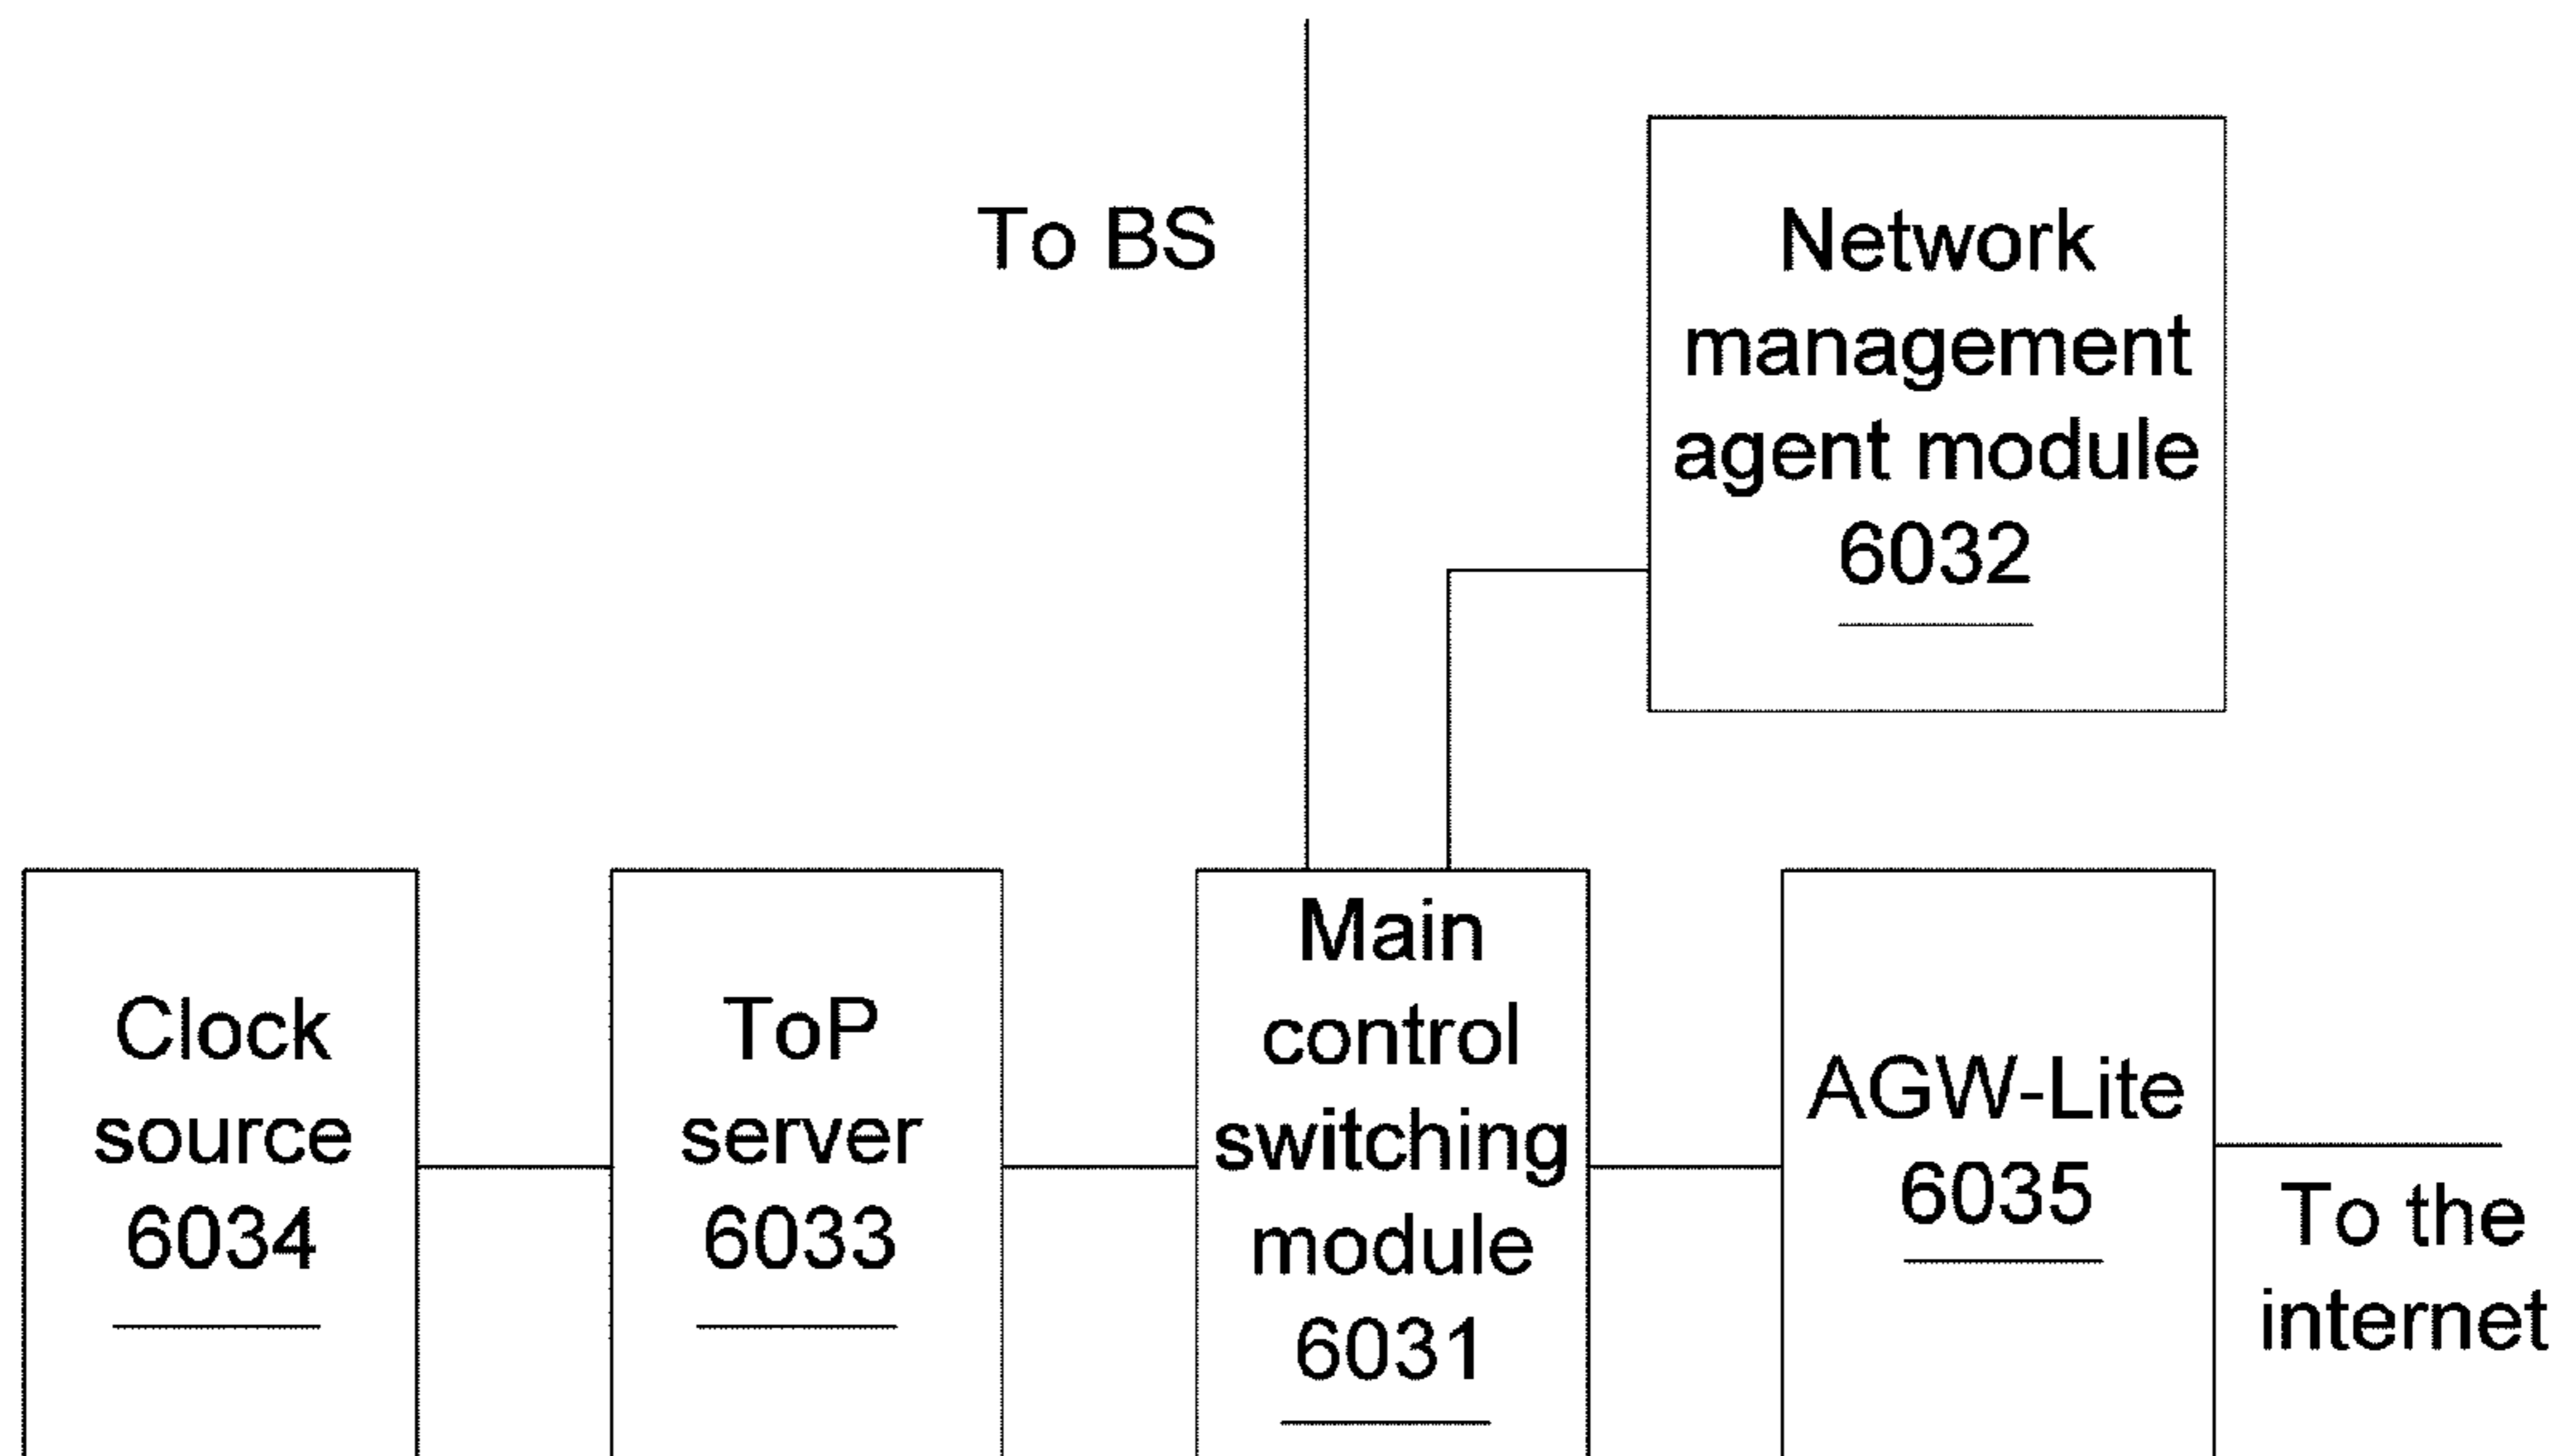 To BS
Network
management
agent module
6032
Clock
source
6034
ToP
server
6033
Main
control
switching
module
6031
AGW-Lite
6035
To the
internet